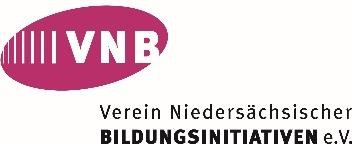 VNB
Verein Niedersächsischer
BILDUNGSINITIATIVEN e.V.